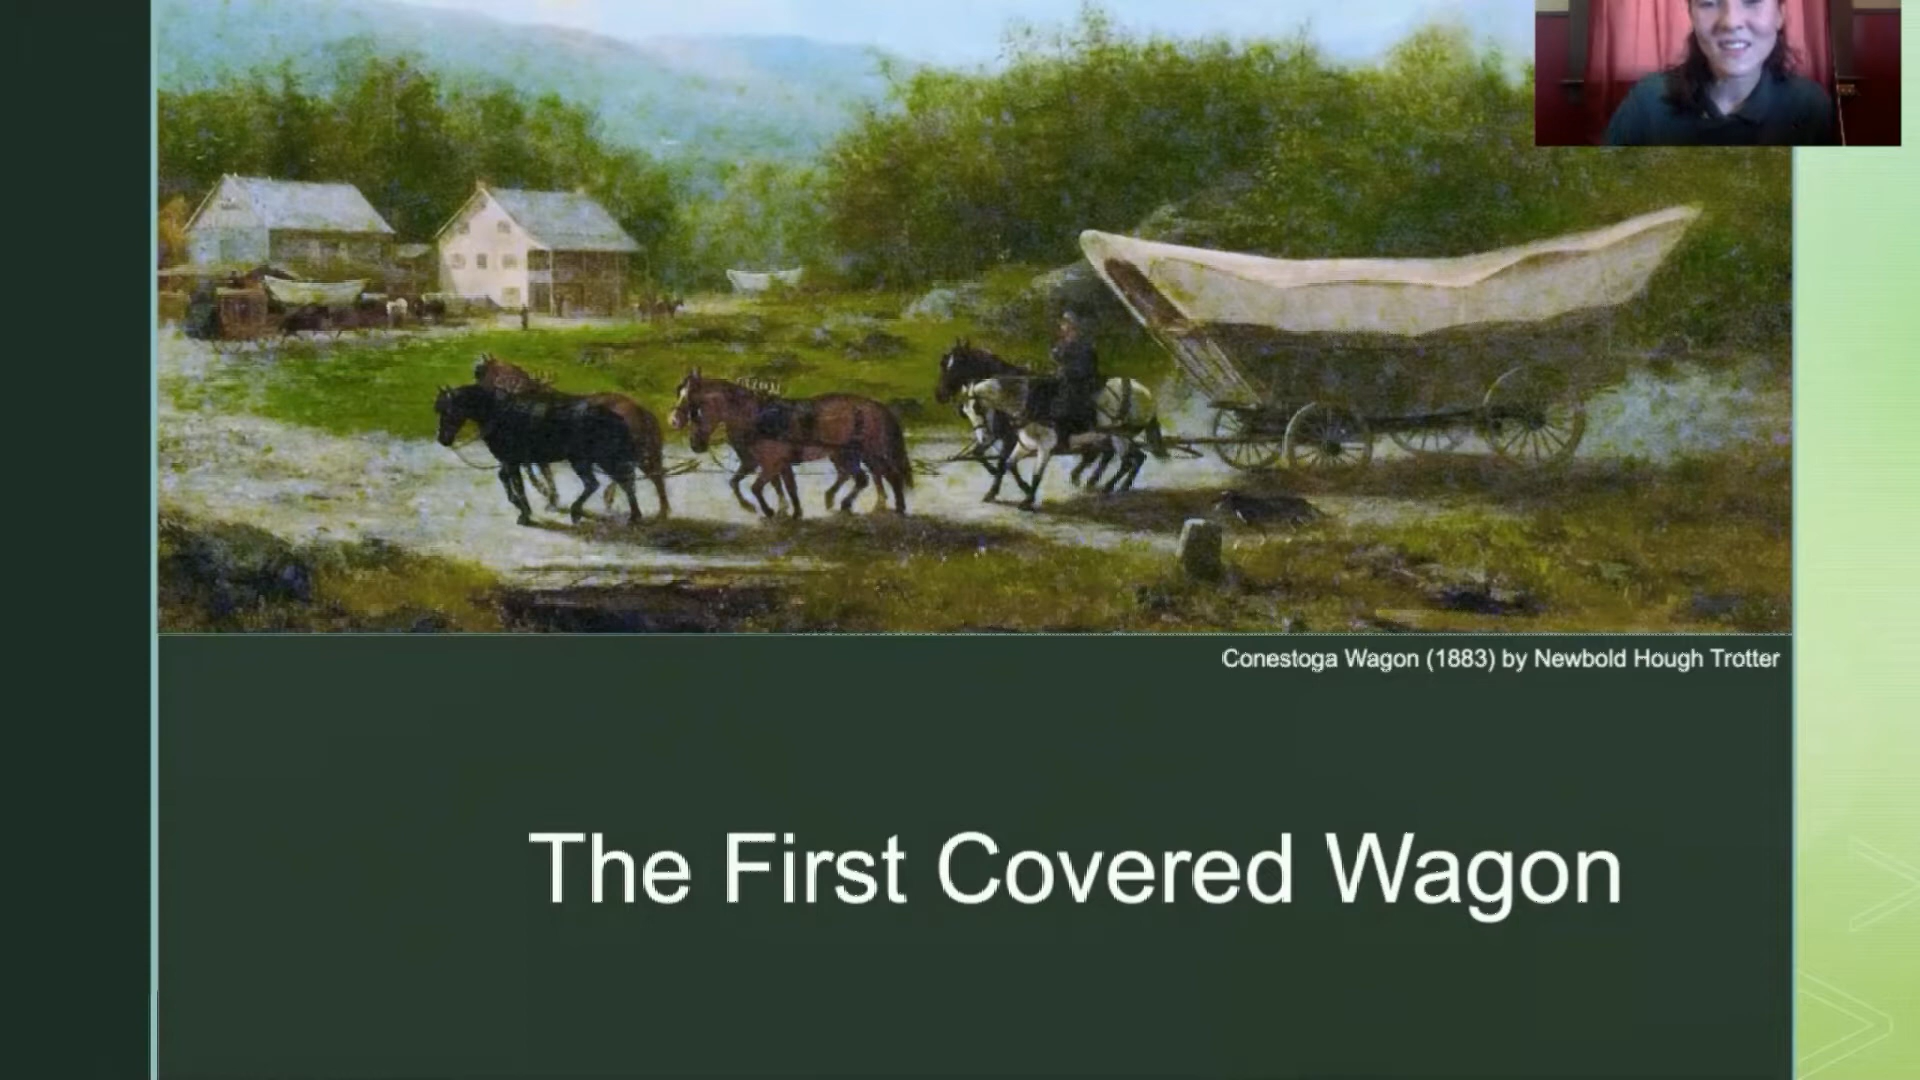 Conestoga Wagon (1883) by Newbold Hough Trotter
The First Covered Wagon